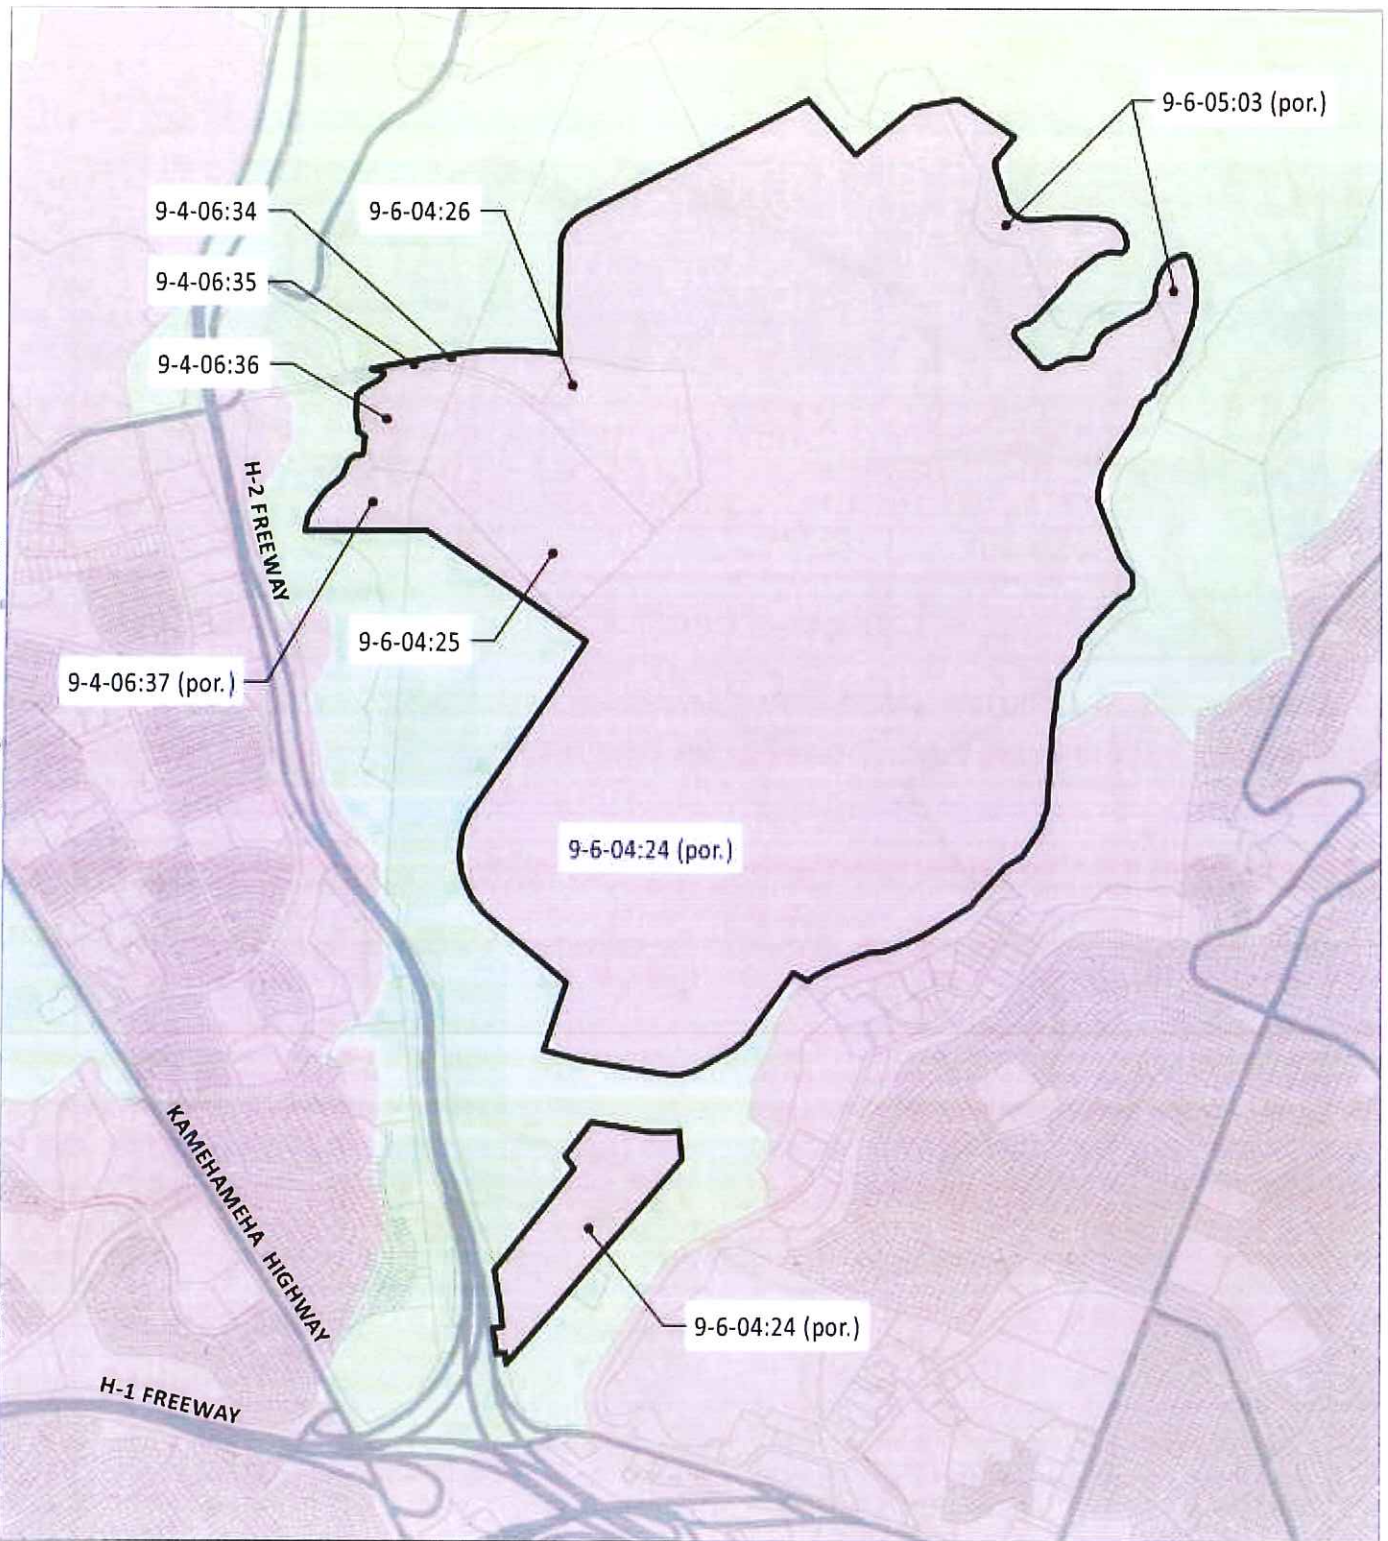 9-6-05:03 (por.)
9-4-06:34
9-6-04:26
9-4-06:35
9-4-06:36
H-2 FREEWAY
9-6-04:25
9-4-06:37 (por.)
9-6-04:24 (por.)
KAMEHAMEHA HIGHWAY
9-6-04:24 (por.)
H-1 FREEWAY